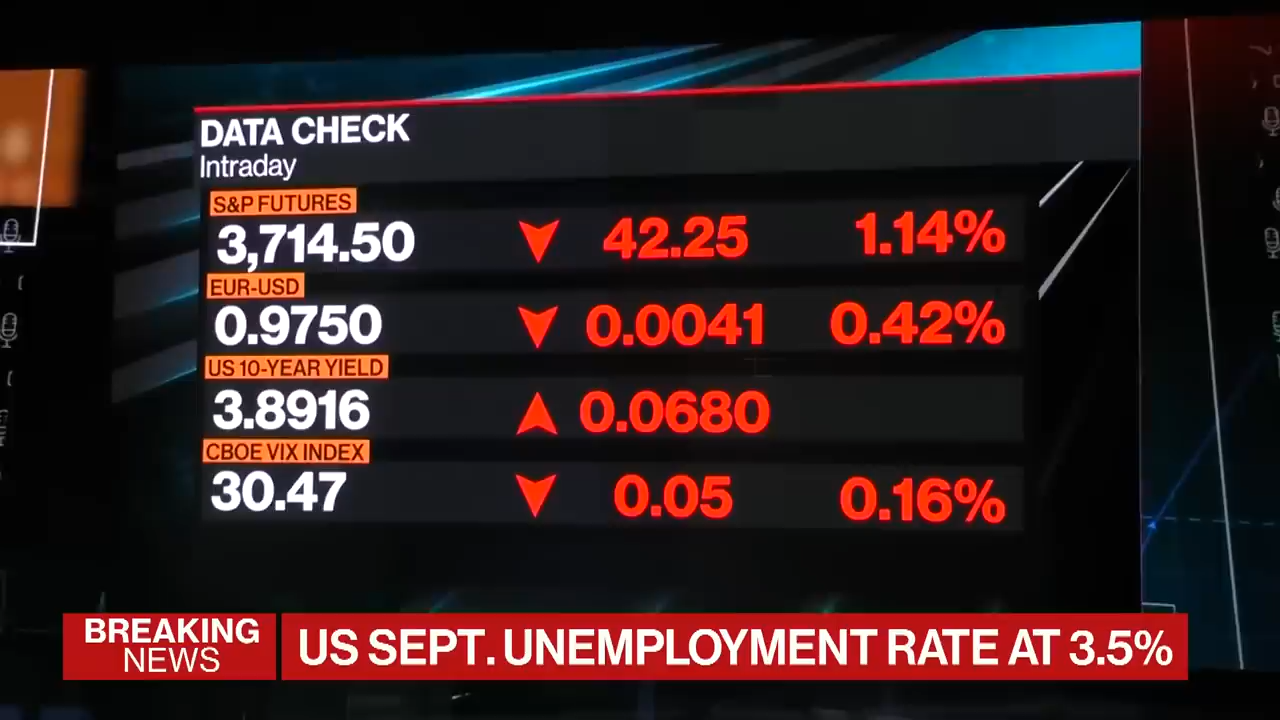 DATA CHECK
Intraday
S&P FUTURES
3,714.50 42.25 1.14%
EUR-USD
0.9750 0.0041 0.42%
US 10-YEAR YIELD
3.8916 0.0680
CBOE VIX INDEX
30.47 0.05 0.16%
BREAKING
NEWS
US SEPT. UNEMPLOYMENT RATE AT 3.5%